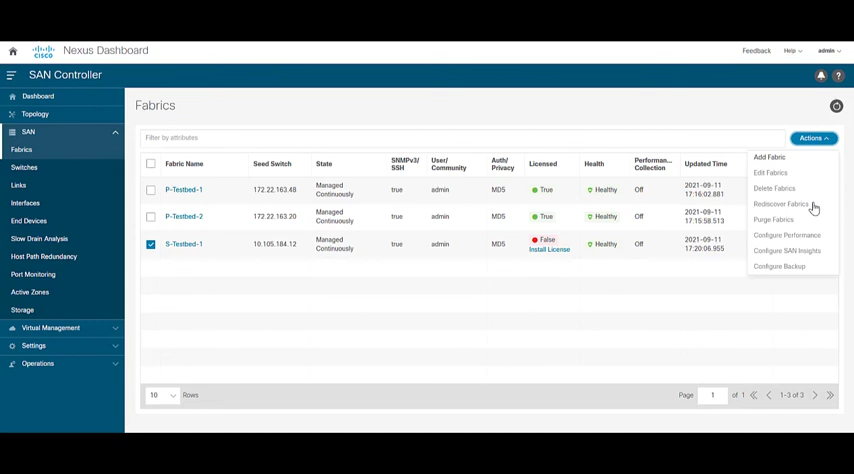 CISCO
Nexus Dashboard
Feedback
Help
admin
SAN Controller
?
Dashboard
Topology
SAN
Fabrics
Switches
Links
Interfaces
End Devices
Slow Drain Analysis
Host Path Redundancy
Port Monitoring
Active Zones
Storage
Virtual Management
Settings
Operations
Fabrics
Filter by attributes
Actions
Add Fabric
Edit Fabrics
Delete Fabrics
Rediscover Fabrics
Purge Fabrics
Configure Performance
Configure SAN Insights
Configure Backup
Fabric Name Seed Switch State SNMPv3/ SSH User/ Community Auth/ Privacy Licensed Health Performan... Collection Updated Time
P-Testbed-1 172.22.163.48 Managed Continuously true admin MD5 True Healthy Off 2021-09-11 17:16:02.881
P-Testbed-2 172.22.163.20 Managed Continuously true admin MD5 True Healthy Off 2021-09-11 17:15:58.513
S-Testbed-1 10.105.184.12 Managed Continuously true admin MD5 False Install License Healthy Off 2021-09-11 17:20:06.955
10 Rows
Page 1 of 1 1-3 of 3